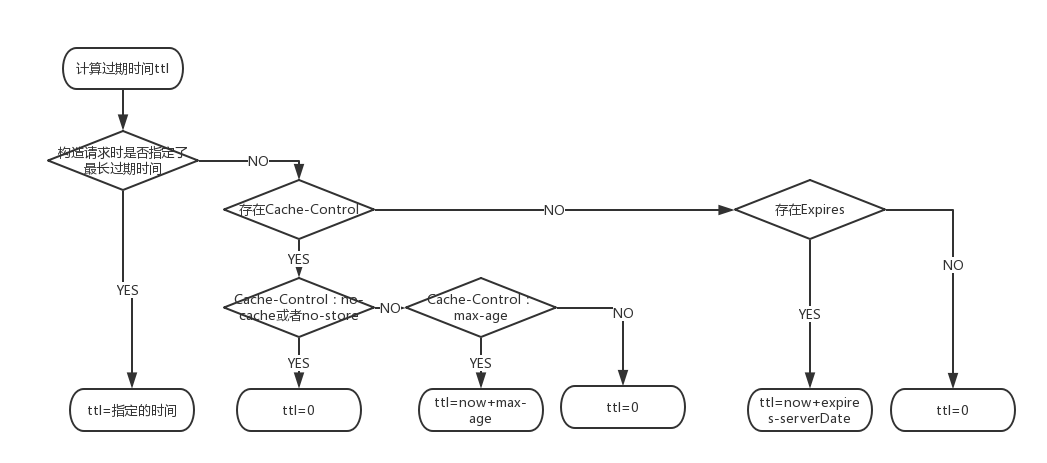 计算过期时间ttl
构造请求时是否指定了
最长过期时间
NO
存在Cache-Control
NO
存在Expires
YES
NO
YES
Cache-Control：no-
cache或者no-store
NO
Cache-Control：
max-age
NO
YES
YES
YES
ttl=指定的时间
ttl=0
ttl=now+max-
age
ttl=0
ttl=now+expire
s-serverDate
ttl=0